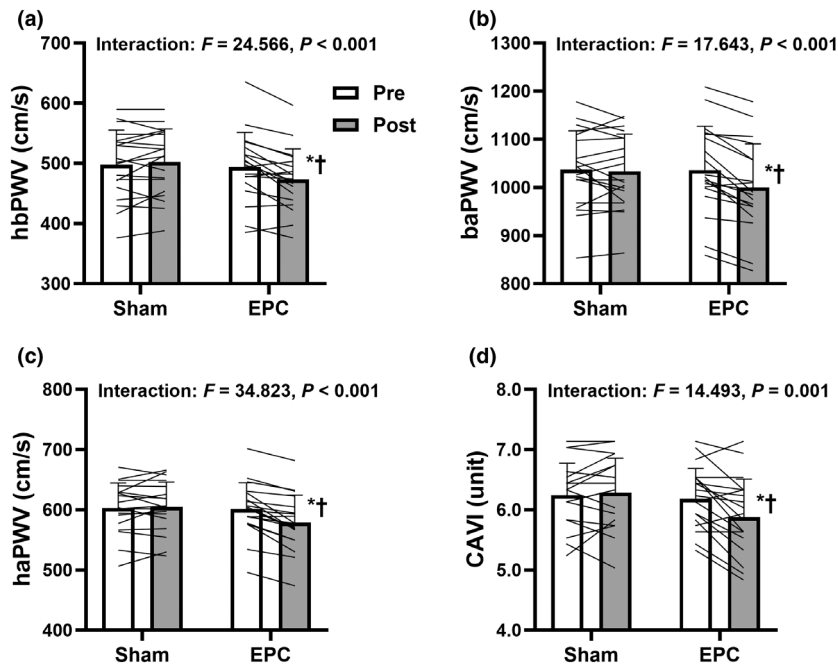 (a)
Interaction: F = 24.566, P < 0.001
hbPWV (cm/s)
700
600
500
400
300
Pre
Post
*†
Sham
EPC
(b)
Interaction: F = 17.643, P < 0.001
baPWV (cm/s)
1300
1200
1100
1000
900
800
*†
Sham
EPC
(c)
Interaction: F = 34.823, P < 0.001
haPWV (cm/s)
800
700
600
500
400
*†
Sham
EPC
(d)
Interaction: F = 14.493, P = 0.001
CAVI (unit)
8.0
7.0
6.0
5.0
4.0
*†
Sham
EPC